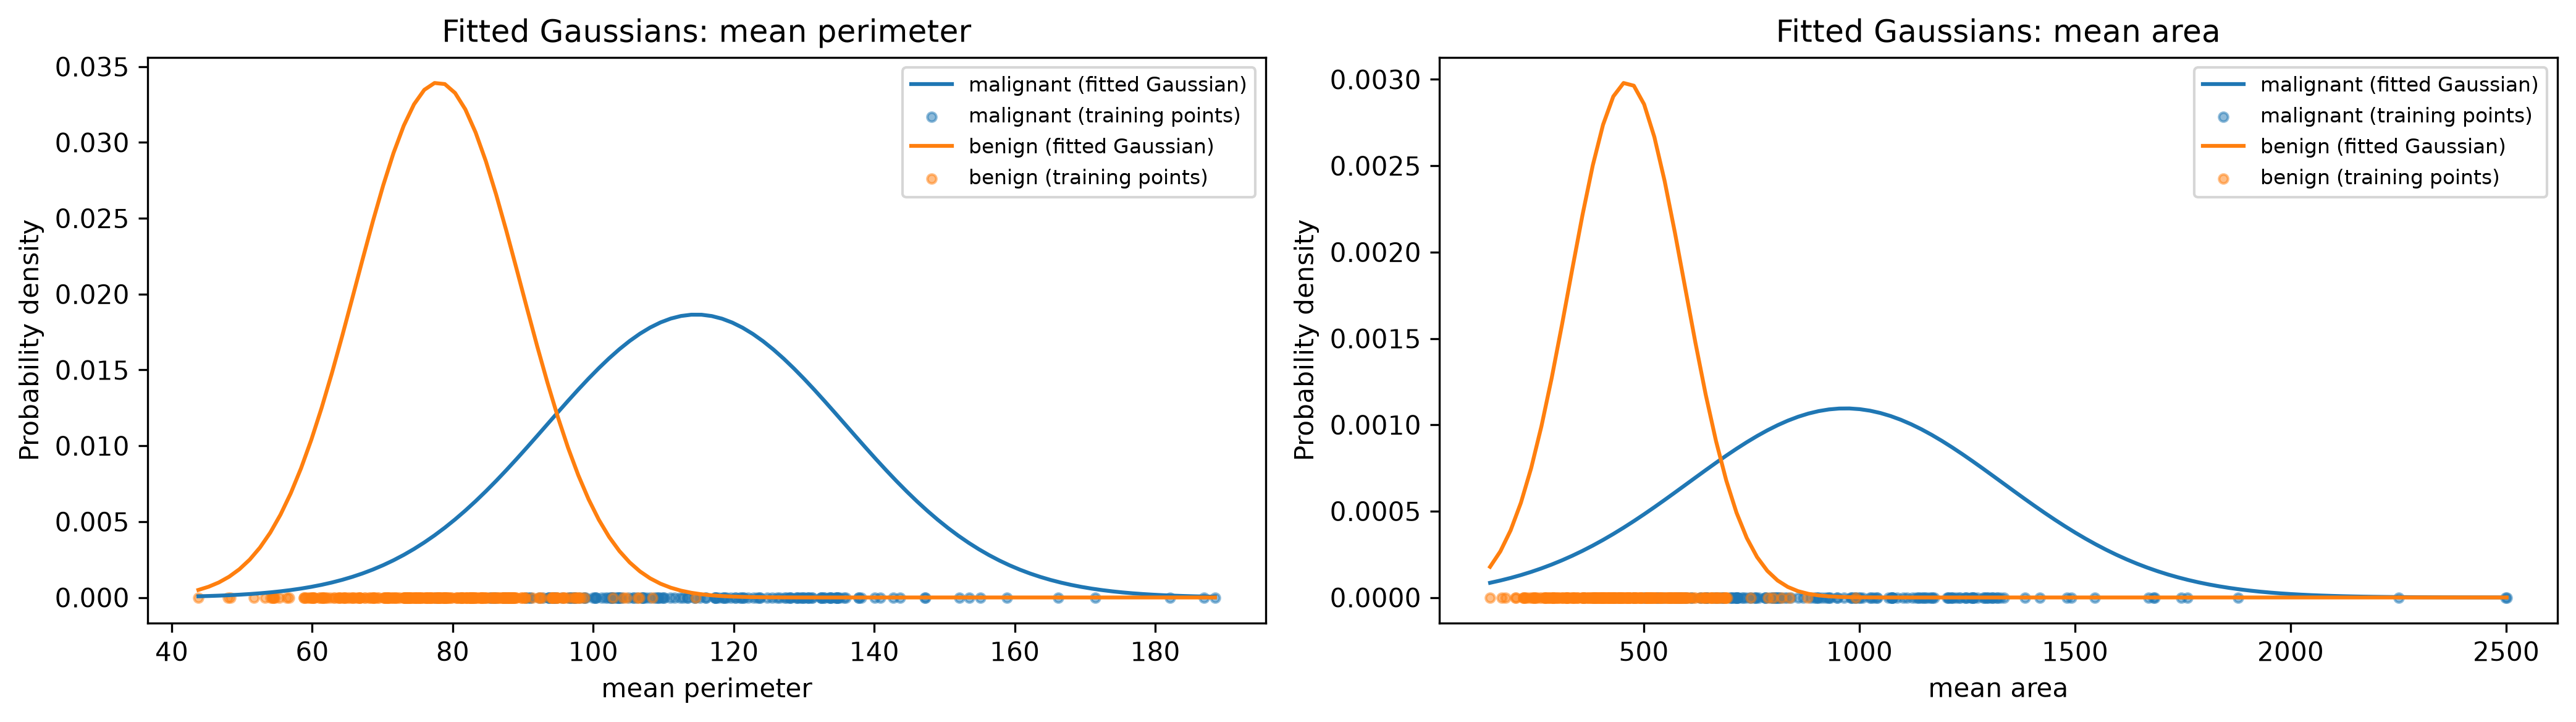 Fitted Gaussians: mean perimeter
Probability density
0.035
0.030
0.025
0.020
0.015
0.010
0.005
0.000
40 60 80 100 120 140 160 180
mean perimeter
malignant (fitted Gaussian)
malignant (training points)
benign (fitted Gaussian)
benign (training points)
Fitted Gaussians: mean area
Probability density
0.0030
0.0025
0.0020
0.0015
0.0010
0.0005
0.0000
500 1000 1500 2000 2500
mean area
malignant (fitted Gaussian)
malignant (training points)
benign (fitted Gaussian)
benign (training points)